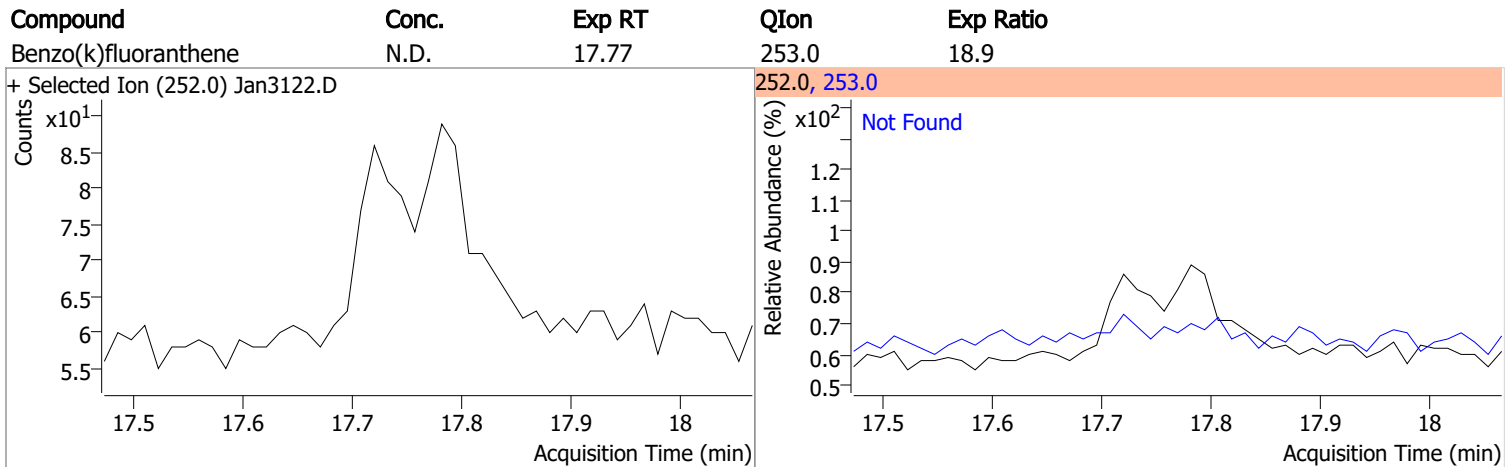 Compound Conc. Exp RT QIon Exp Ratio
Benzo(k)fluoranthene N.D. 17.77 253.0 18.9
+ Selected Ion (252.0) Jan3122.D
Counts
x10¹
8.5
8
7.5
7
6.5
6
5.5
17.5 17.6 17.7 17.8 17.9 18
Acquisition Time (min)
252.0, 253.0
Relative Abundance (%)
x10²
Not Found
1.2
1.1
1
0.9
0.8
0.7
0.6
0.5
17.5 17.6 17.7 17.8 17.9 18
Acquisition Time (min)